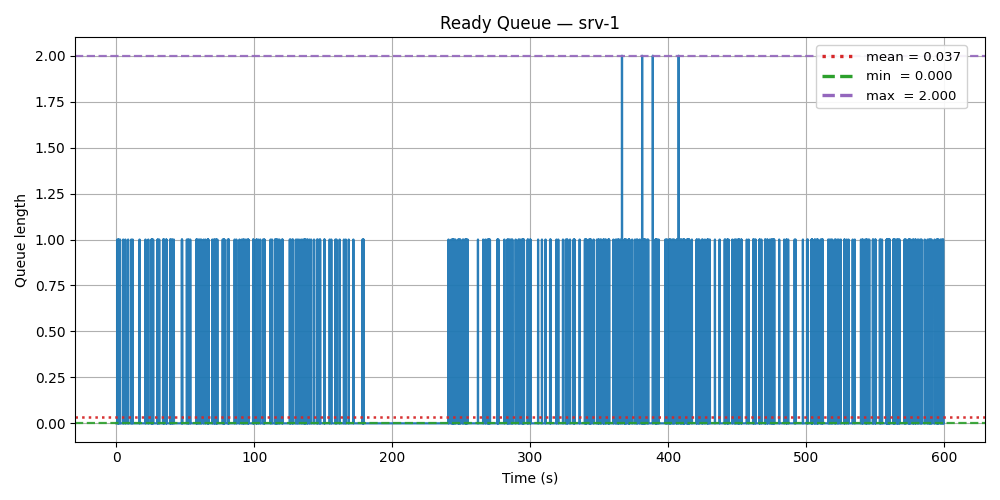 Ready Queue — srv-1
mean = 0.037
min  = 0.000
max  = 2.000
Queue length
2.00
1.75
1.50
1.25
1.00
0.75
0.50
0.25
0.00
0 100 200 300 400 500 600
Time (s)